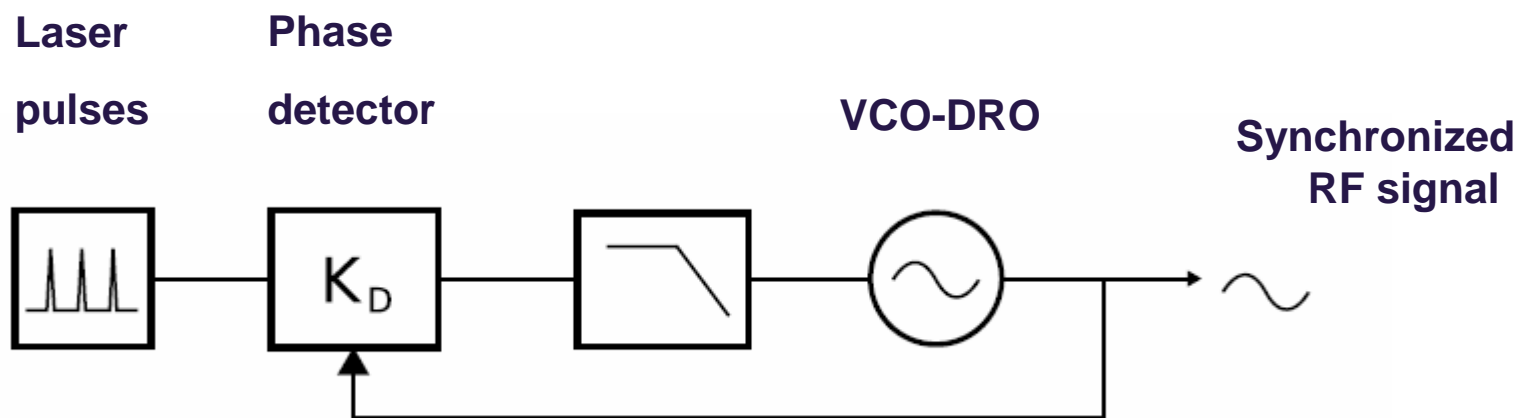 Laser
pulses
Phase
detector
VCO-DRO
Synchronized
RF signal
K_D